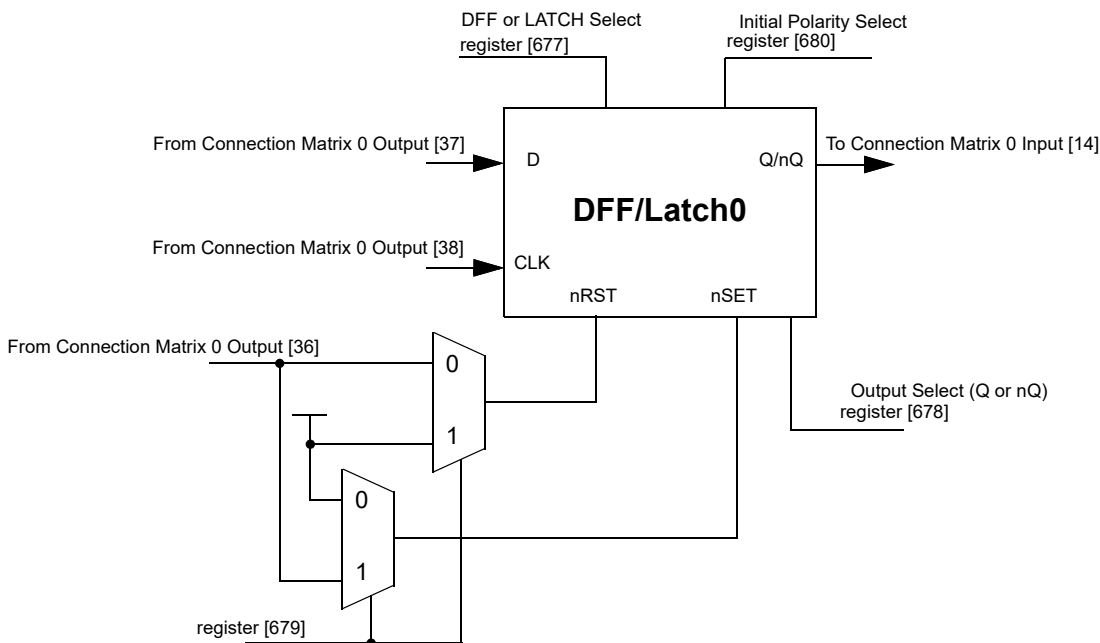 DFF or LATCH Select
register [677]
Initial Polarity Select
register [680]
From Connection Matrix 0 Output [37]
D
Q/nQ
To Connection Matrix 0 Input [14]
DFF/Latch0
From Connection Matrix 0 Output [38]
CLK
nRST
nSET
From Connection Matrix 0 Output [36]
0
1
Output Select (Q or nQ)
register [678]
0
1
register [679]